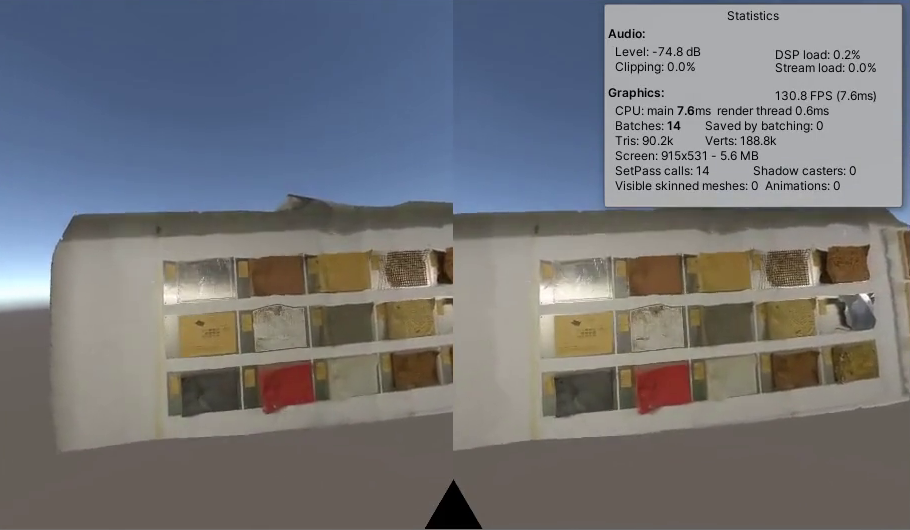 Statistics
Audio:
Level: -74.8 dB DSP load: 0.2%
Clipping: 0.0% Stream load: 0.0%
Graphics: 130.8 FPS (7.6ms)
CPU: main 7.6ms render thread 0.6ms
Batches: 14 Saved by batching: 0
Tris: 90.2k Verts: 188.8k
Screen: 915x531 - 5.6 MB
SetPass calls: 14 Shadow casters: 0
Visible skinned meshes: 0 Animations: 0